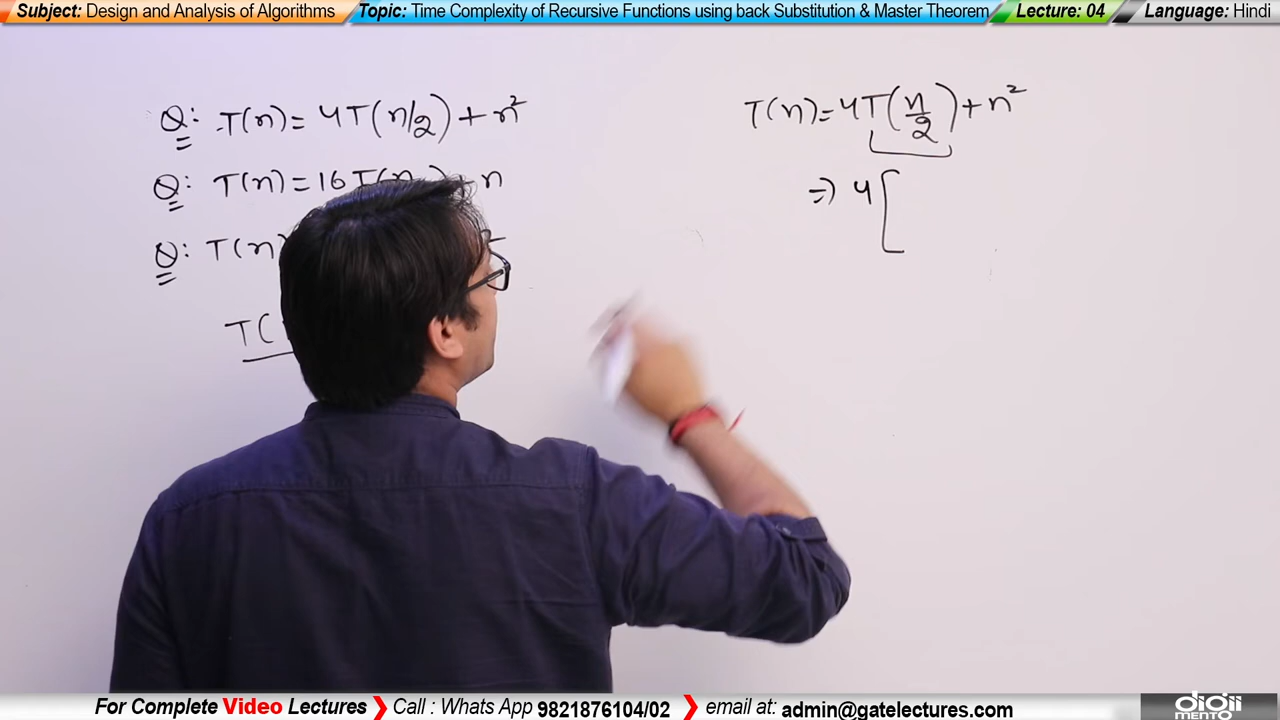 Subject: Design and Analysis of Algorithms Topic: Time Complexity of Recursive Functions using back Substitution & Master Theorem Lecture: 04 Language: Hindi
Q: T(n)= 4T(n/2)+n²
Q: T(n)=16T(n +n
Q: T(n)
T(
T(n)=4T(n/2)+n²
=> 4[
For Complete Video Lectures Call : Whats App 9821876104/02 email at: admin@gatelectures.com
digii
MENTO